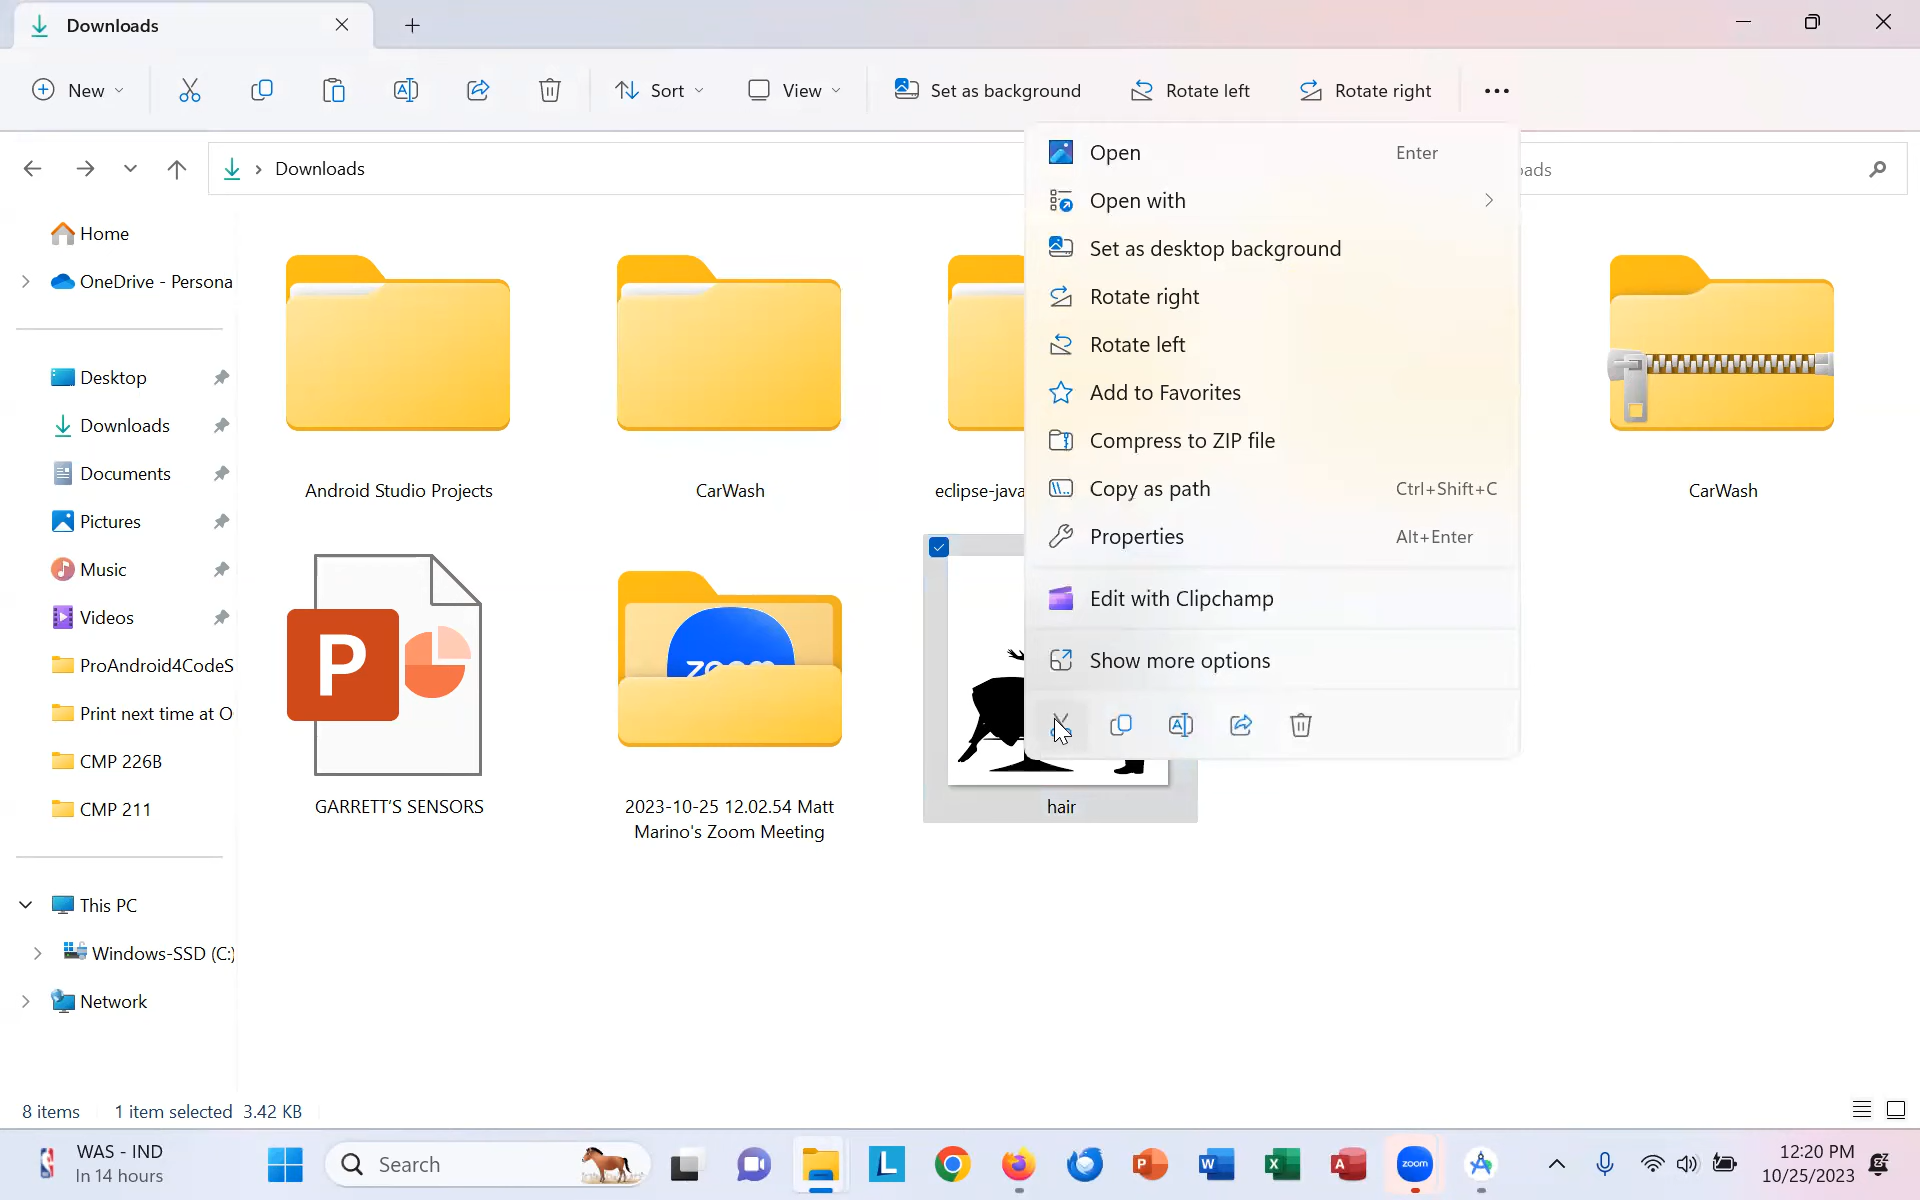 Downloads
New
Sort
View
Set as background
Rotate left
Rotate right
Downloads
Home
OneDrive - Persona
Desktop
Downloads
Documents
Pictures
Music
Videos
ProAndroid4CodeS
Print next time at O
CMP 226B
CMP 211
This PC
Windows-SSD (C:)
Network
Android Studio Projects
CarWash
eclipse-java
CarWash
P
GARRETT'S SENSORS
zoom
2023-10-25 12.02.54 Matt
Marino's Zoom Meeting
hair
Open Enter
Open with
Set as desktop background
Rotate right
Rotate left
Add to Favorites
Compress to ZIP file
Copy as path Ctrl+Shift+C
Properties Alt+Enter
Edit with Clipchamp
Show more options
8 items 1 item selected 3.42 KB
WAS - IND
In 14 hours
Search
L
P
W
X
A
zoom
12:20 PM
10/25/2023